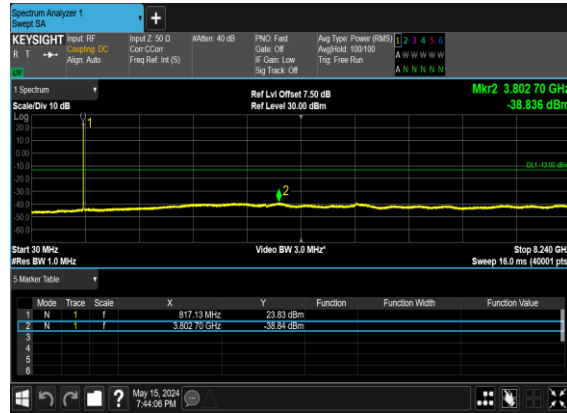 Spectrum Analyzer 1
Swept SA
+
KEYSIGHT Input: RF Input Z: 50 Ω #Atten: 40 dB PNO: Fast Avg Type: Power (RMS) 1 2 3 4 5 6
R T Coupling: DC Corr CCorr Gate: Off Avg|Hold: 100/100 A W W W W W
Align: Auto Freq Ref: Int (S) IF Gain: Low Trig: Free Run
Sig Track: Off A N N N N N
LXI
1 Spectrum Ref Lvl Offset 7.50 dB Mkr2 3.802 70 GHz
Scale/Div 10 dB Ref Level 30.00 dBm -38.836 dBm
Log
20.0
10.0
0.00
-10.0
-20.0
-30.0
-40.0
-50.0
-60.0
1
DL1 -13.00 dBm
2
Start 30 MHz Video BW 3.0 MHz* Stop 8.240 GHz
#Res BW 1.0 MHz Sweep 16.0 ms (40001 pts)
5 Marker Table
Mode Trace Scale X Y Function Function Width Function Value
1 N 1 f 817.13 MHz 23.83 dBm
2 N 1 f 3.802 70 GHz -38.84 dBm
3
4
5
6
? May 15, 2024
7:44:06 PM